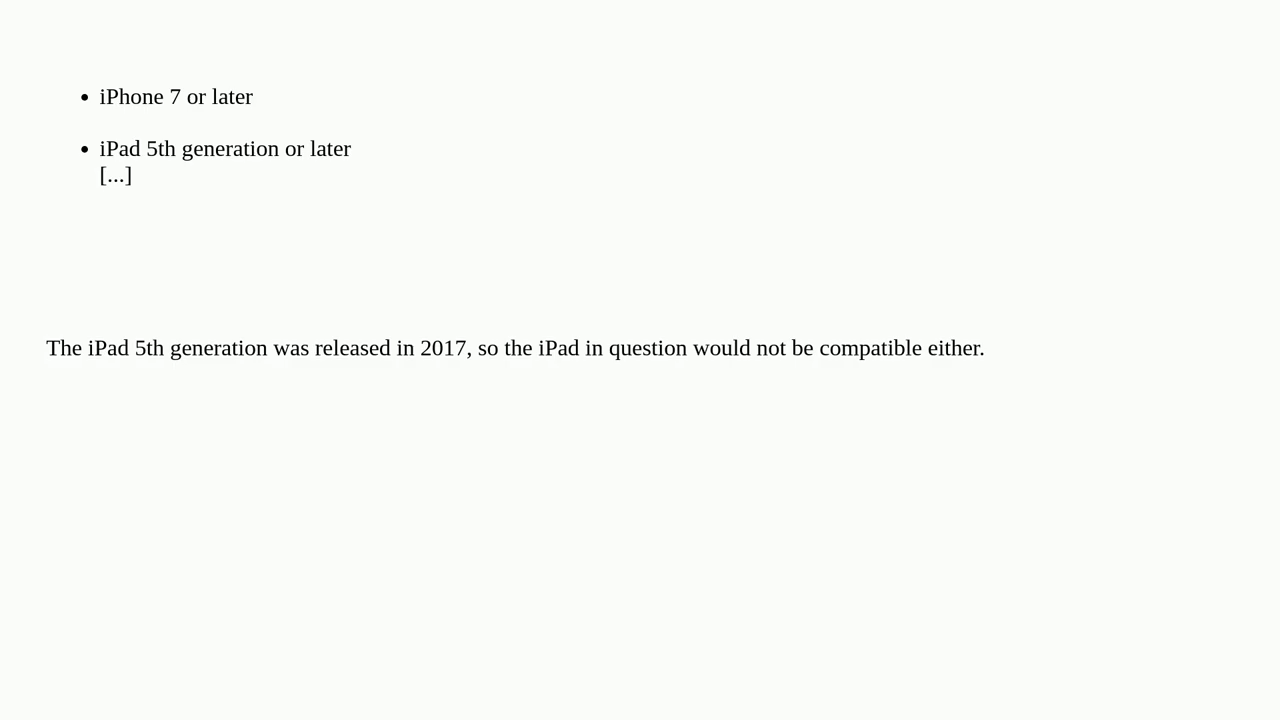 • iPhone 7 or later
• iPad 5th generation or later
[...]
The iPad 5th generation was released in 2017, so the iPad in question would not be compatible either.